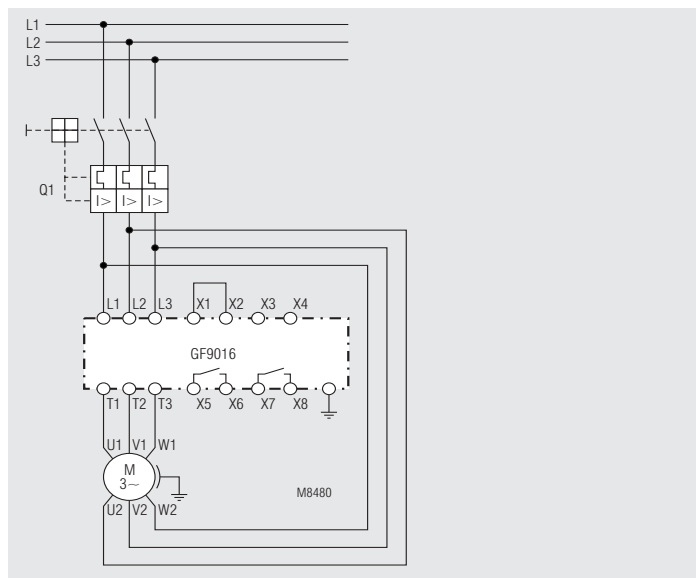 L1
L2
L3
Q1
I> I> I>
L1 L2 L3 X1 X2 X3 X4
GF9016
T1 T2 T3 X5 X6 X7 X8
U1 V1 W1
M
3~
M8480
U2 V2 W2